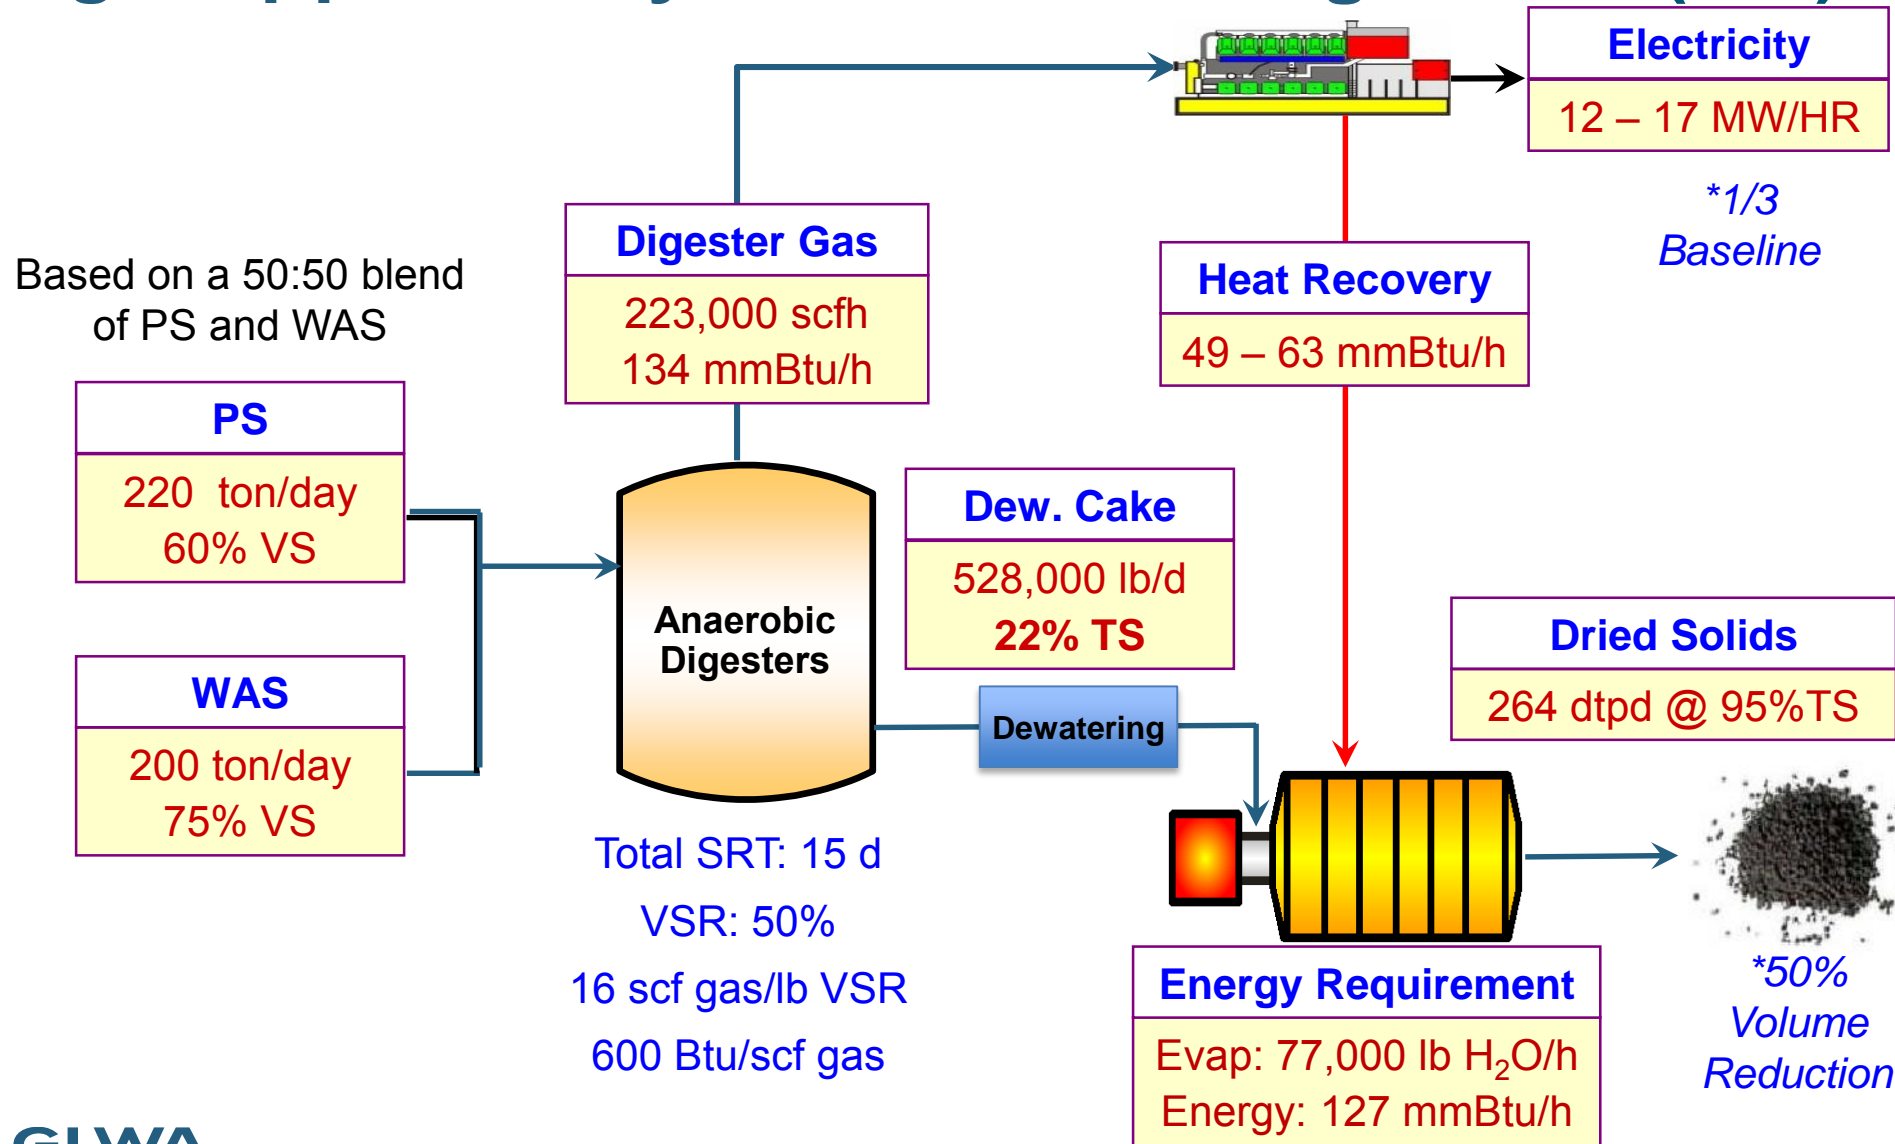 Electricity
12 – 17 MW/HR
*1/3
Baseline
Digester Gas
223,000 scfh
134 mmBtu/h
Heat Recovery
49 – 63 mmBtu/h
Based on a 50:50 blend
of PS and WAS
PS
220 ton/day
60% VS
WAS
200 ton/day
75% VS
Anaerobic
Digesters
Total SRT: 15 d
VSR: 50%
16 scf gas/lb VSR
600 Btu/scf gas
Dew. Cake
528,000 lb/d
22% TS
Dewatering
Dried Solids
264 dtpd @ 95%TS
*50%
Volume
Reduction
Energy Requirement
Evap: 77,000 lb H₂O/h
Energy: 127 mmBtu/h
GLWA